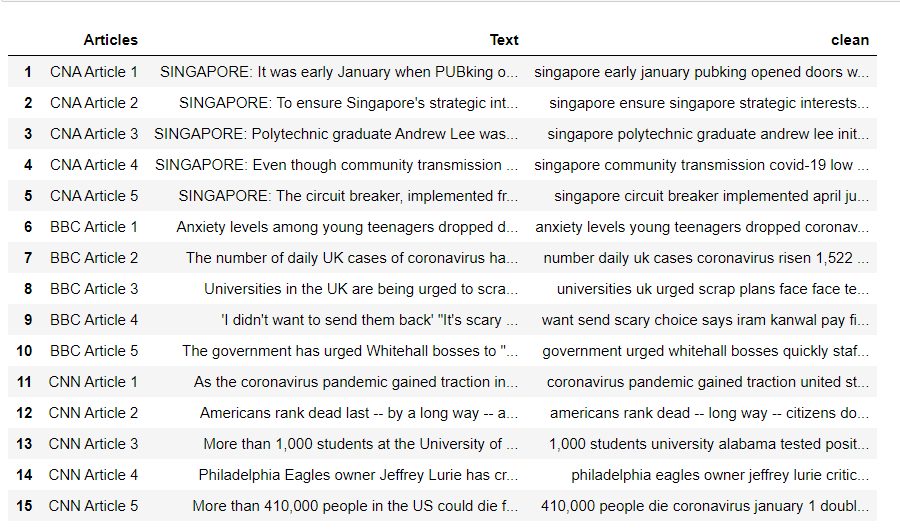 Articles Text clean
1 CNA Article 1 SINGAPORE: It was early January when PUBking o... singapore early january pubking opened doors w...
2 CNA Article 2 SINGAPORE: To ensure Singapore's strategic int... singapore ensure singapore strategic interests...
3 CNA Article 3 SINGAPORE: Polytechnic graduate Andrew Lee was... singapore polytechnic graduate andrew lee init...
4 CNA Article 4 SINGAPORE: Even though community transmission ... singapore community transmission covid-19 low ...
5 CNA Article 5 SINGAPORE: The circuit breaker, implemented fr... singapore circuit breaker implemented april ju...
6 BBC Article 1 Anxiety levels among young teenagers dropped d... anxiety levels young teenagers dropped coronav...
7 BBC Article 2 The number of daily UK cases of coronavirus ha... number daily uk cases coronavirus risen 1,522 ...
8 BBC Article 3 Universities in the UK are being urged to scra... universities uk urged scrap plans face face te...
9 BBC Article 4 'I didn't want to send them back' "It's scary ... want send scary choice says iram kanwal pay fi...
10 BBC Article 5 The government has urged Whitehall bosses to "... government urged whitehall bosses quickly staf...
11 CNN Article 1 As the coronavirus pandemic gained traction in... coronavirus pandemic gained traction united st...
12 CNN Article 2 Americans rank dead last -- by a long way -- a... americans rank dead -- long way -- citizens do...
13 CNN Article 3 More than 1,000 students at the University of ... 1,000 students university alabama tested posit...
14 CNN Article 4 Philadelphia Eagles owner Jeffrey Lurie has cr... philadelphia eagles owner jeffrey lurie critic...
15 CNN Article 5 More than 410,000 people in the US could die f... 410,000 people die coronavirus january 1 doubl...